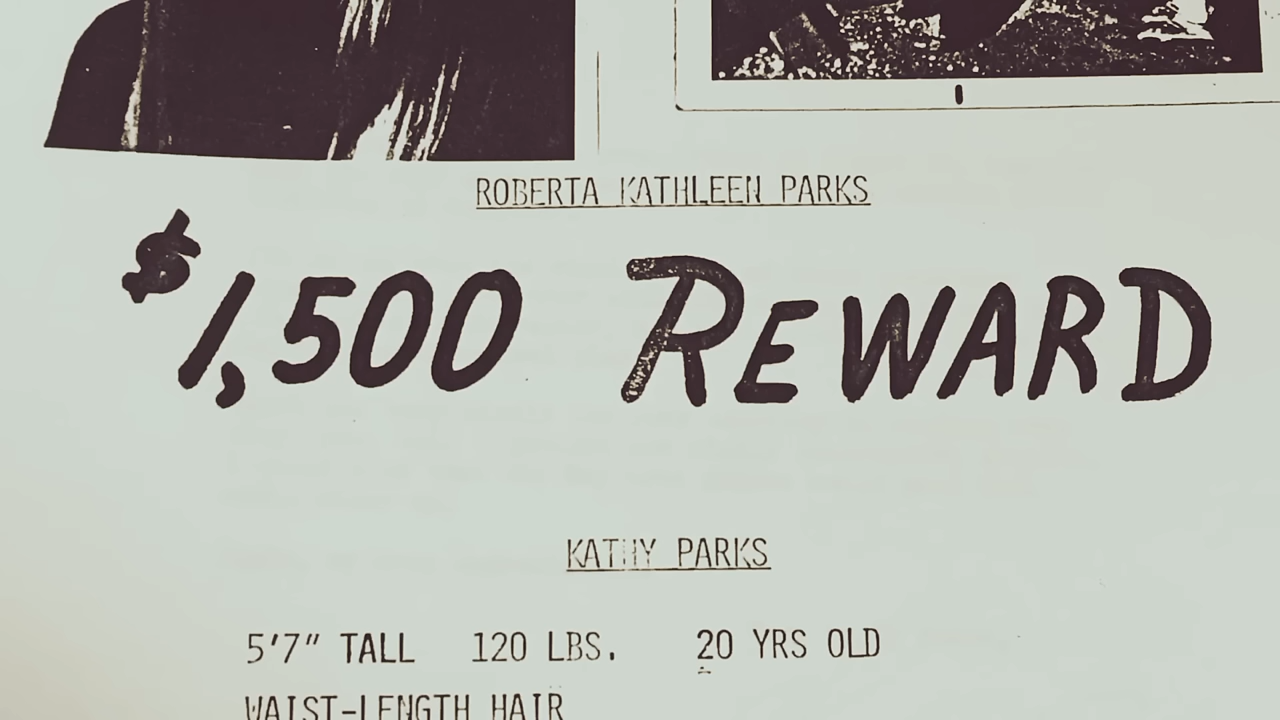 ROBERTA KATHLEEN PARKS
$1,500 REWARD
KATHY PARKS
5'7" TALL 120 LBS. 20 YRS OLD
WAIST-LENGTH HAIR